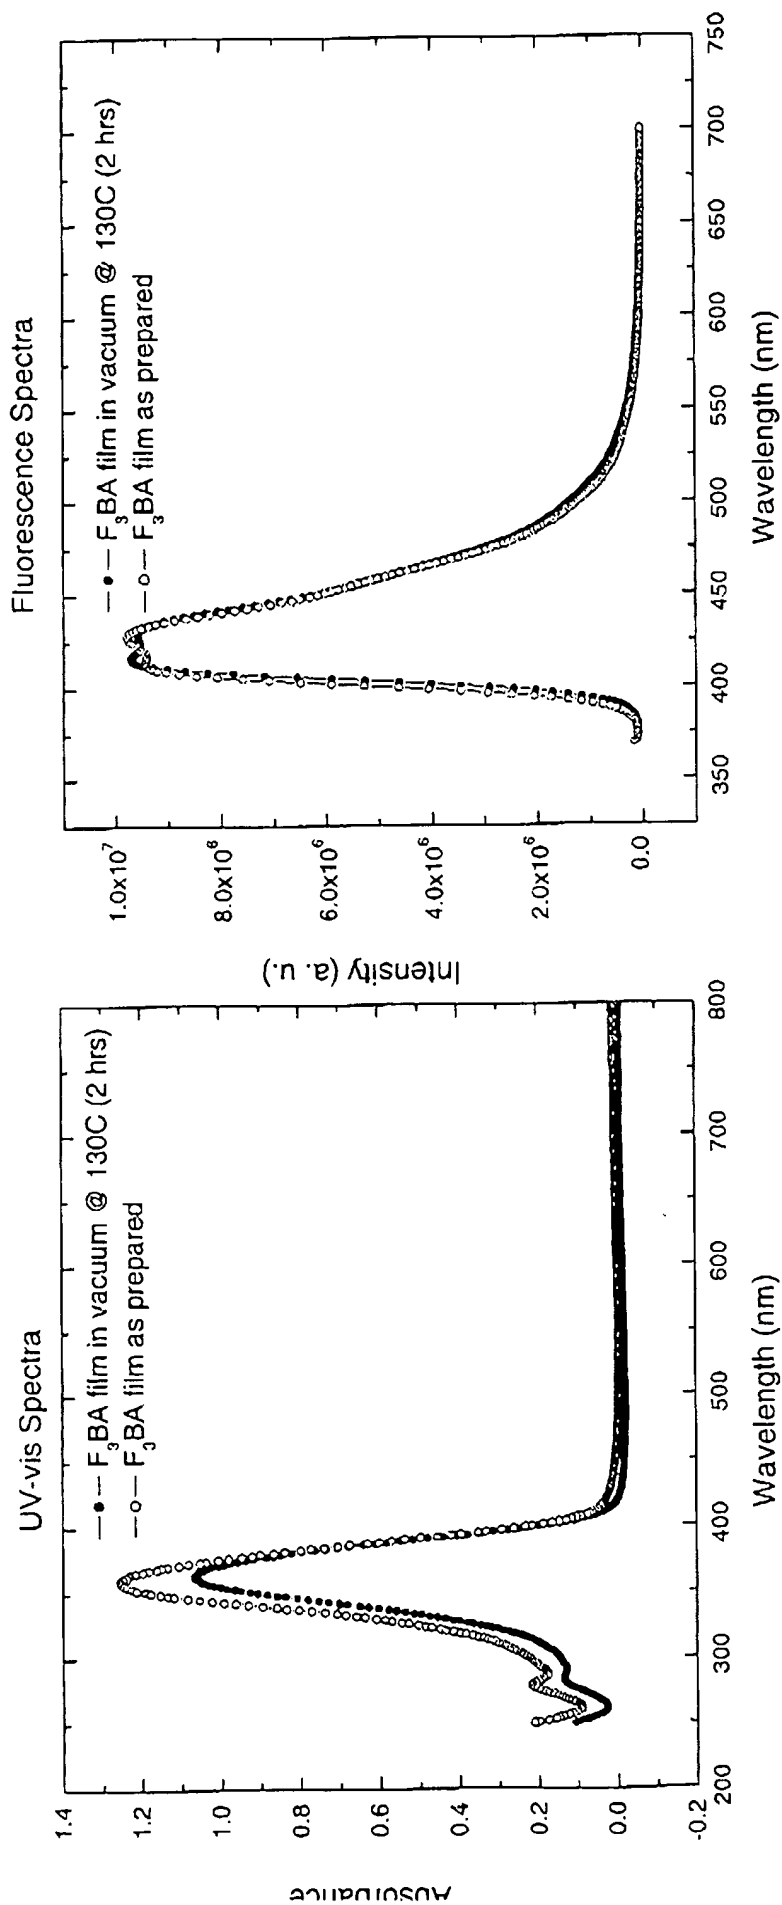 UV-vis Spectra
—●— F₃BA film in vacuum @ 130C (2 hrs)
—○— F₃BA film as prepared
Absorbance
1.4
1.2
1.0
0.8
0.6
0.4
0.2
0.0
-0.2
200
300
400
500
600
700
800
Wavelength (nm)
Fluorescence Spectra
—●— F₃BA film in vacuum @ 130C (2 hrs)
—○— F₃BA film as prepared
Intensity (a. u.)
1.0x10⁷
8.0x10⁶
6.0x10⁶
4.0x10⁶
2.0x10⁶
0.0
350
400
450
500
550
600
650
700
750
Wavelength (nm)